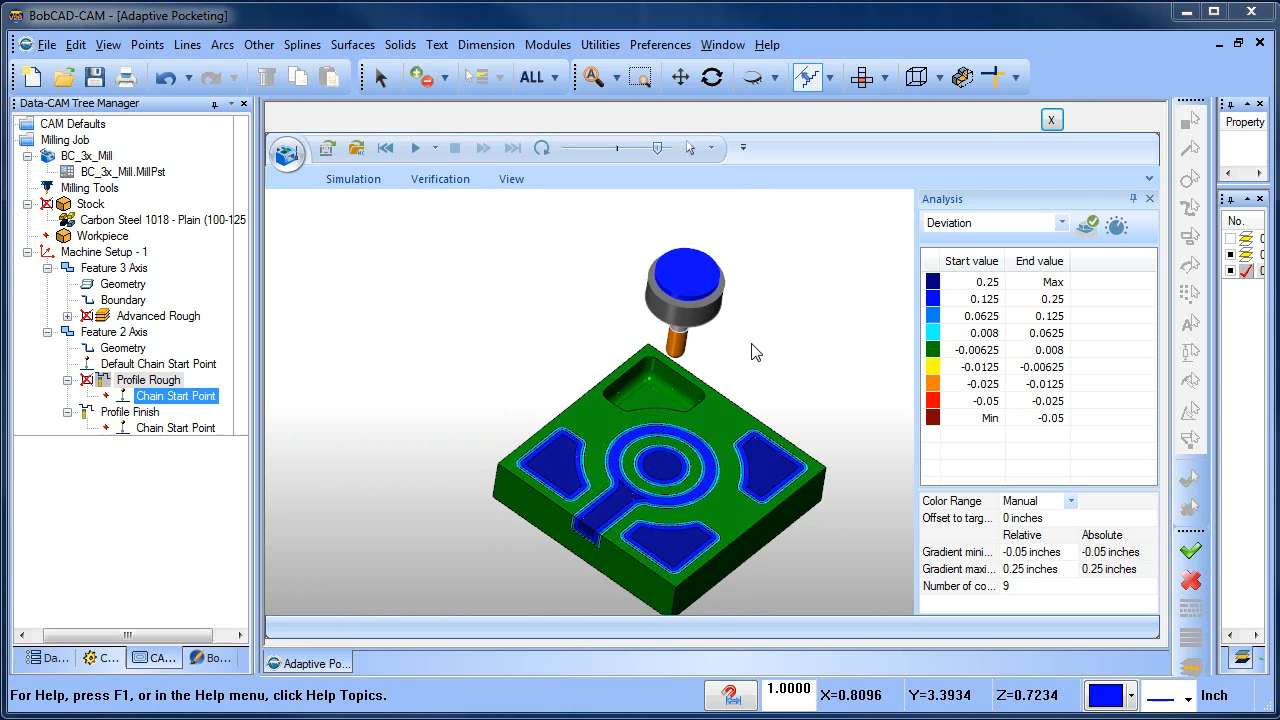 BobCAD-CAM - [Adaptive Pocketing]
File Edit View Points Lines Arcs Other Splines Surfaces Solids Text Dimension Modules Utilities Preferences Window Help
ALL
Data-CAM Tree Manager
CAM Defaults
Milling Job
BC_3x_Mill
BC_3x_Mill.MillPst
Milling Tools
Stock
Carbon Steel 1018 - Plain (100-125
Workpiece
Machine Setup - 1
Feature 3 Axis
Geometry
Boundary
Advanced Rough
Feature 2 Axis
Geometry
Default Chain Start Point
Profile Rough
Chain Start Point
Profile Finish
Chain Start Point
Da... C... CA... Bo...
X
Simulation Verification View
Analysis
Deviation
Start value End value
0.25 Max
0.125 0.25
0.0625 0.125
0.008 0.0625
-0.00625 0.008
-0.0125 -0.00625
-0.025 -0.0125
-0.05 -0.025
Min -0.05
Color Range Manual
Offset to targ... 0 inches
Relative Absolute
Gradient mini... -0.05 inches -0.05 inches
Gradient maxi... 0.25 inches 0.25 inches
Number of co... 9
Property
No.
Adaptive Po...
For Help, press F1, or in the Help menu, click Help Topics.
1.0000 X=0.8096 Y=3.3934 Z=0.7234 Inch